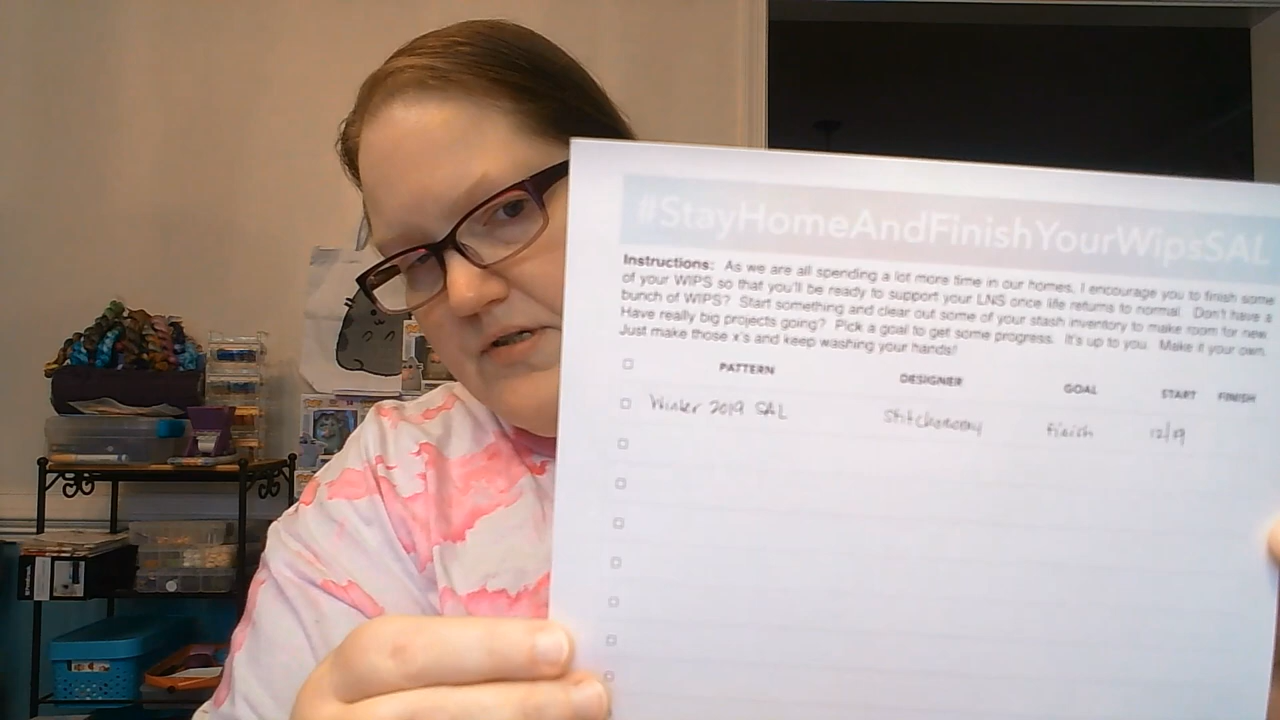 #StayHomeAndFinishYourWipsSAL
Instructions: As we are all spending a lot more time in our homes, I encourage you to finish some
of your WIPS so that you'll be ready to support your LNS once life returns to normal. Don't have a
bunch of WIPS? Start something and clear out some of your stash inventory to make room for new
Have really big projects going? Pick a goal to get some progress. It's up to you. Make it your own.
Just make those x's and keep washing your hands!
PATTERN DESIGNER GOAL START FINISH
Winter 2019 SAL Stitchonomy finish 12/19